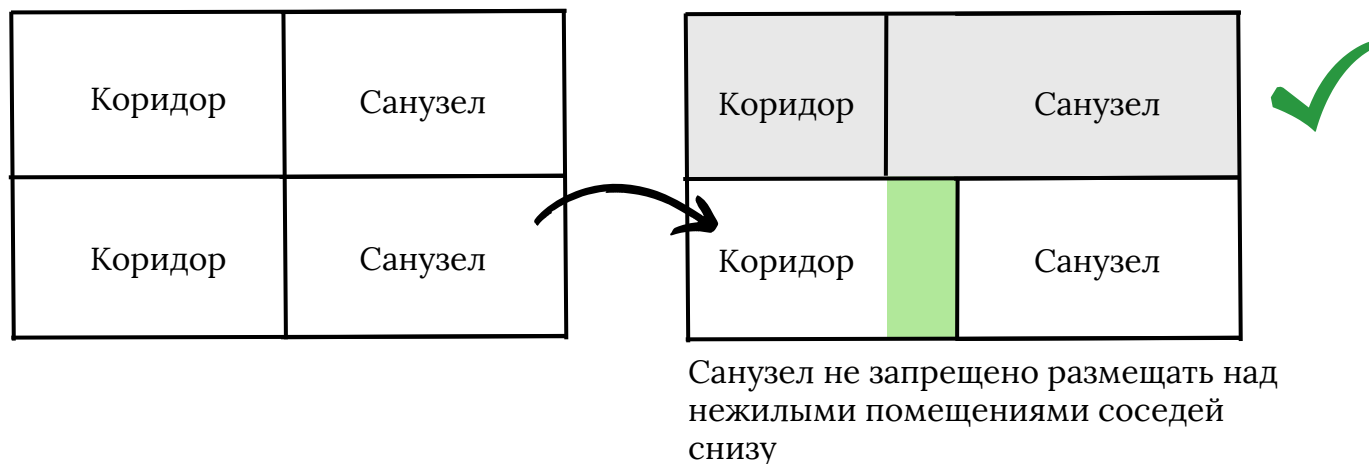 Коридор
Санузел
Коридор
Санузел
Коридор
Санузел
Коридор
Санузел
Санузел не запрещено размещать над
нежилыми помещениями соседей
снизу